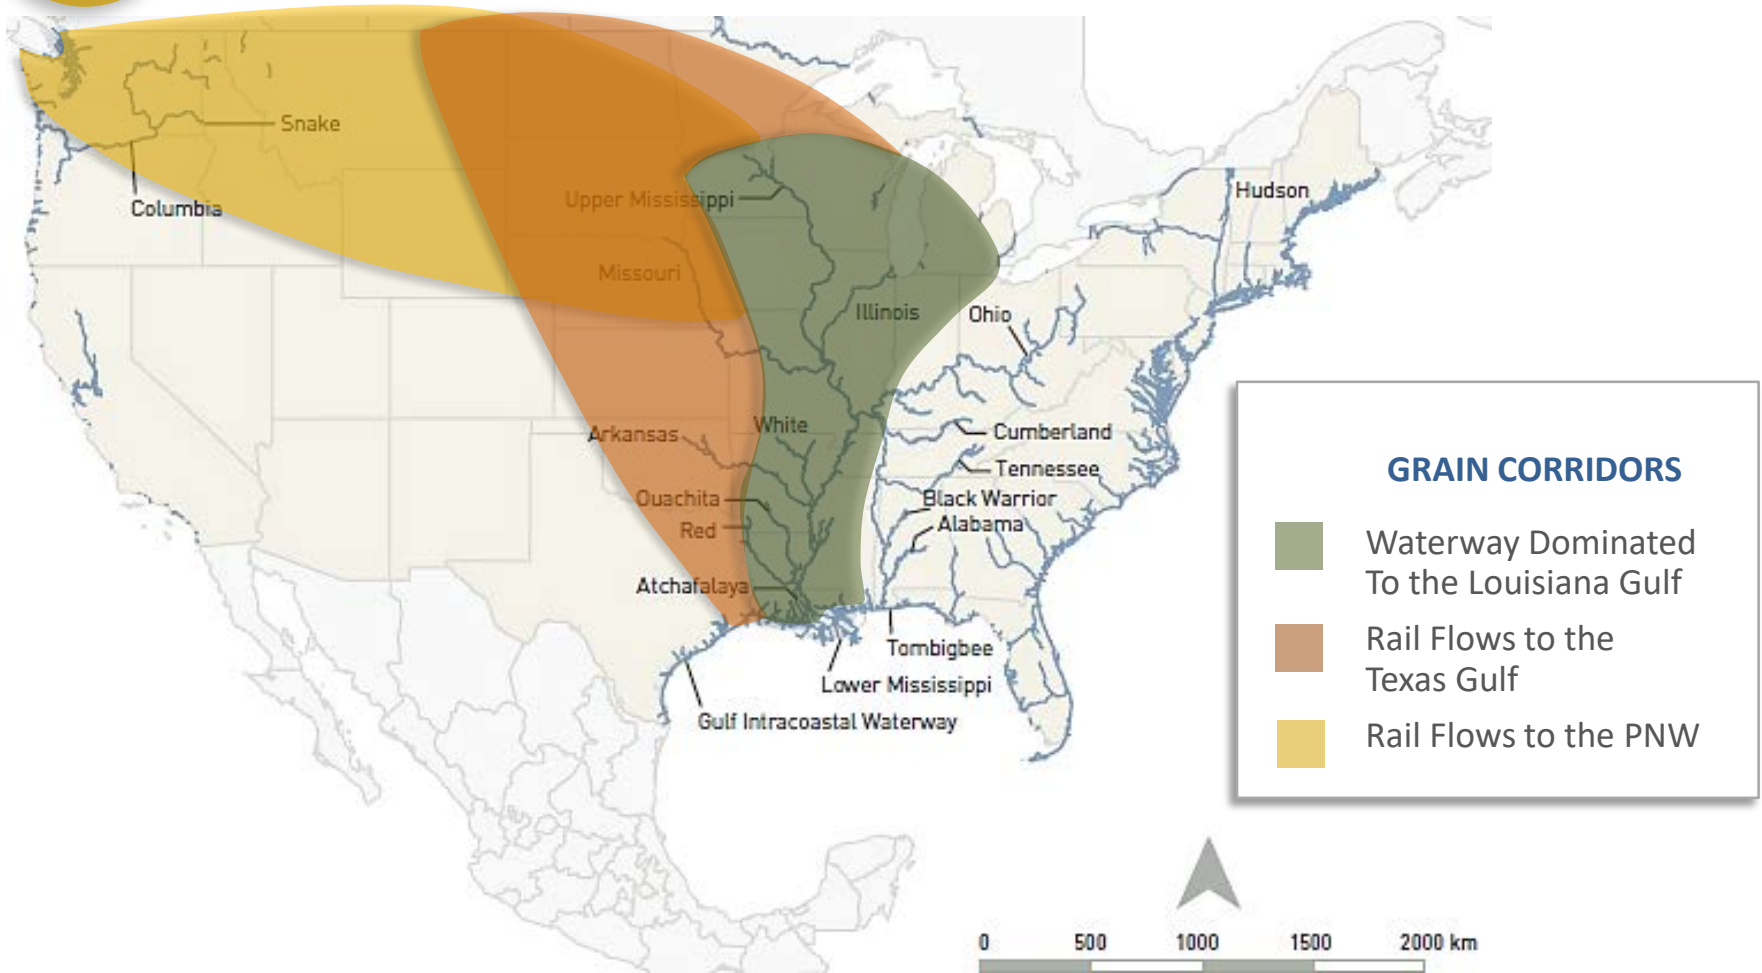 Snake
Columbia
Upper Mississippi
Hudson
Missouri
Illinois
Ohio
White
Arkansas
Cumberland
Tennessee
Ouachita
Black Warrior
Red
Alabama
Atchafalaya
Tombigbee
Lower Mississippi
Gulf Intracoastal Waterway
GRAIN CORRIDORS
Waterway Dominated
To the Louisiana Gulf
Rail Flows to the
Texas Gulf
Rail Flows to the PNW
0 500 1000 1500 2000 km